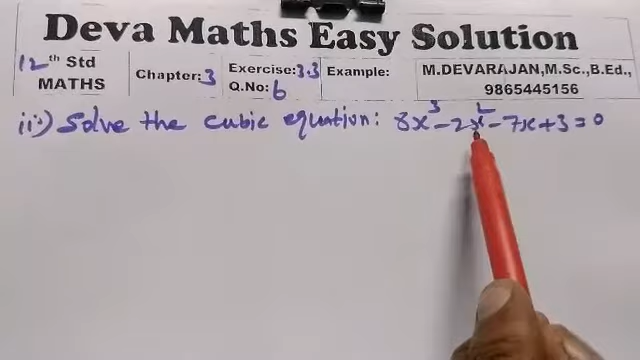 Deva Maths Easy Solution
12th Std
MATHS
Chapter: 3
Exercise: 3.3
Q.No: 6
Example:
M.DEVARAJAN,M.Sc.,B.Ed.,
9865445156
ii) Solve the cubic equation: 8x³ - 2x² - 7x + 3 = 0